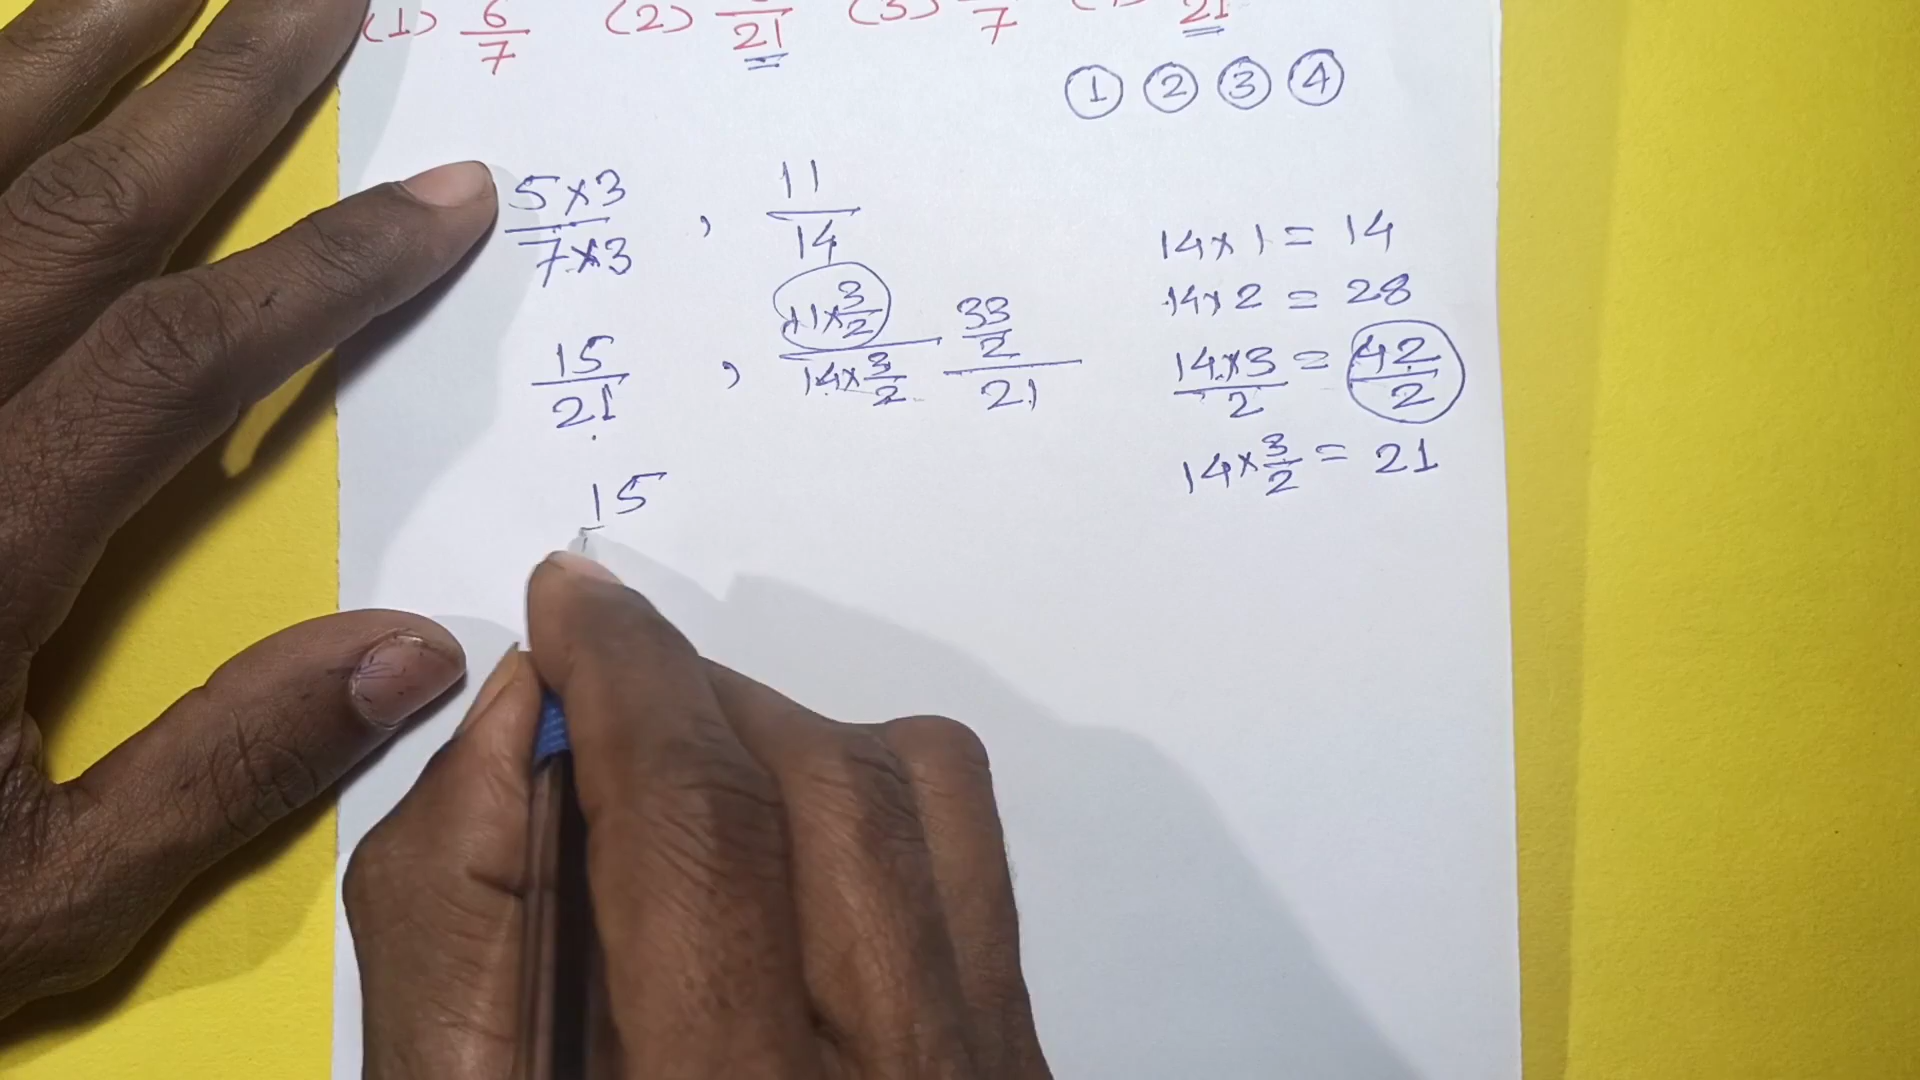 (1) 6/7 (2) /21 (3) /7 /21
① ② ③ ④
5×3/7×3 , 11/14
14×1 = 14
14×2 = 28
15/21 , 11×3/2/14×3/2 33/2/21
14×3/2 = 42/2
14×3/2 = 21
15